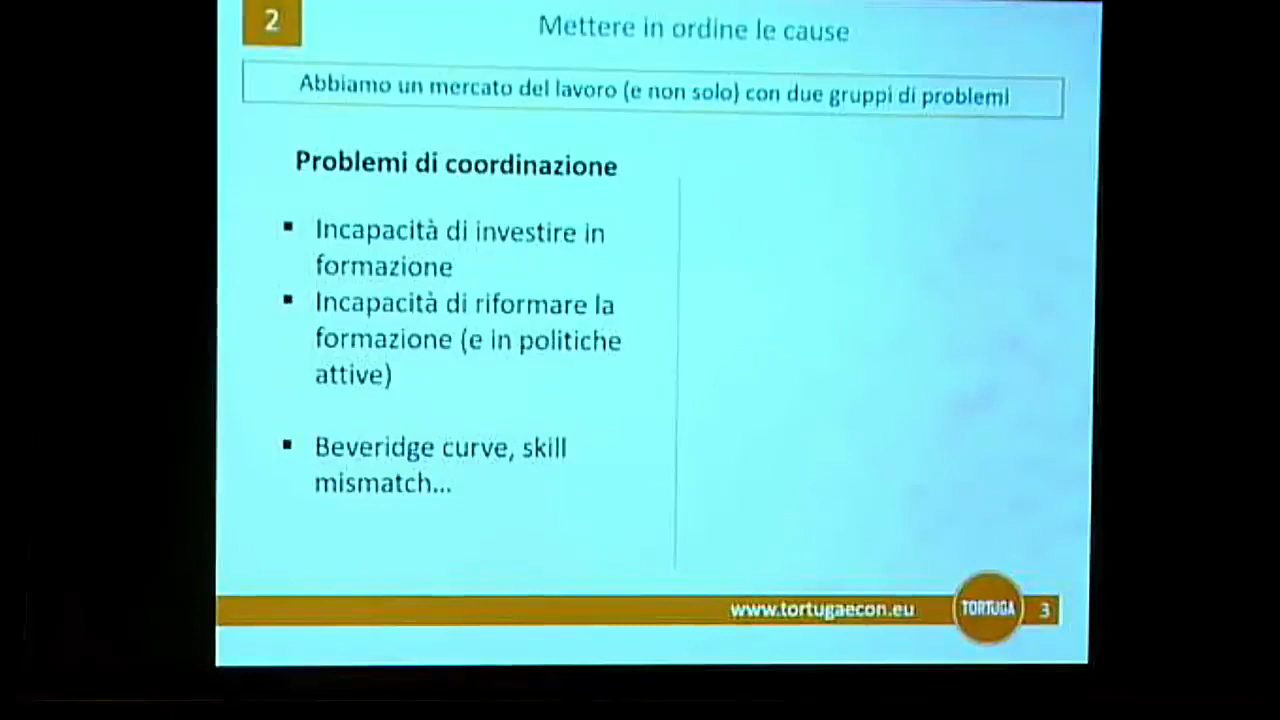 2
Mettere in ordine le cause
Abbiamo un mercato del lavoro (e non solo) con due gruppi di problemi
Problemi di coordinazione
▪ Incapacità di investire in
formazione
▪ Incapacità di riformare la
formazione (e in politiche
attive)
▪ Beveridge curve, skill
mismatch...
www.tortugaecon.eu
TORTUGA
3